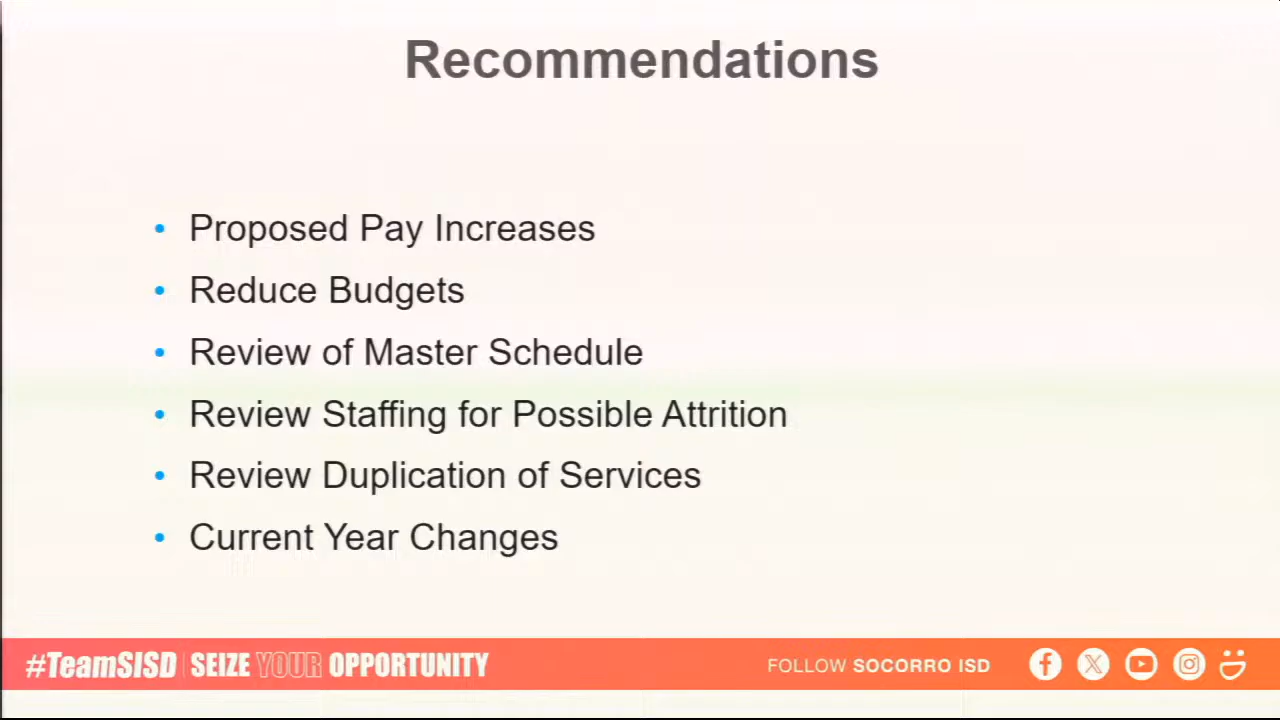 Recommendations
• Proposed Pay Increases
• Reduce Budgets
• Review of Master Schedule
• Review Staffing for Possible Attrition
• Review Duplication of Services
• Current Year Changes
#TeamSISD | SEIZE YOUR OPPORTUNITY
FOLLOW SOCORRO ISD